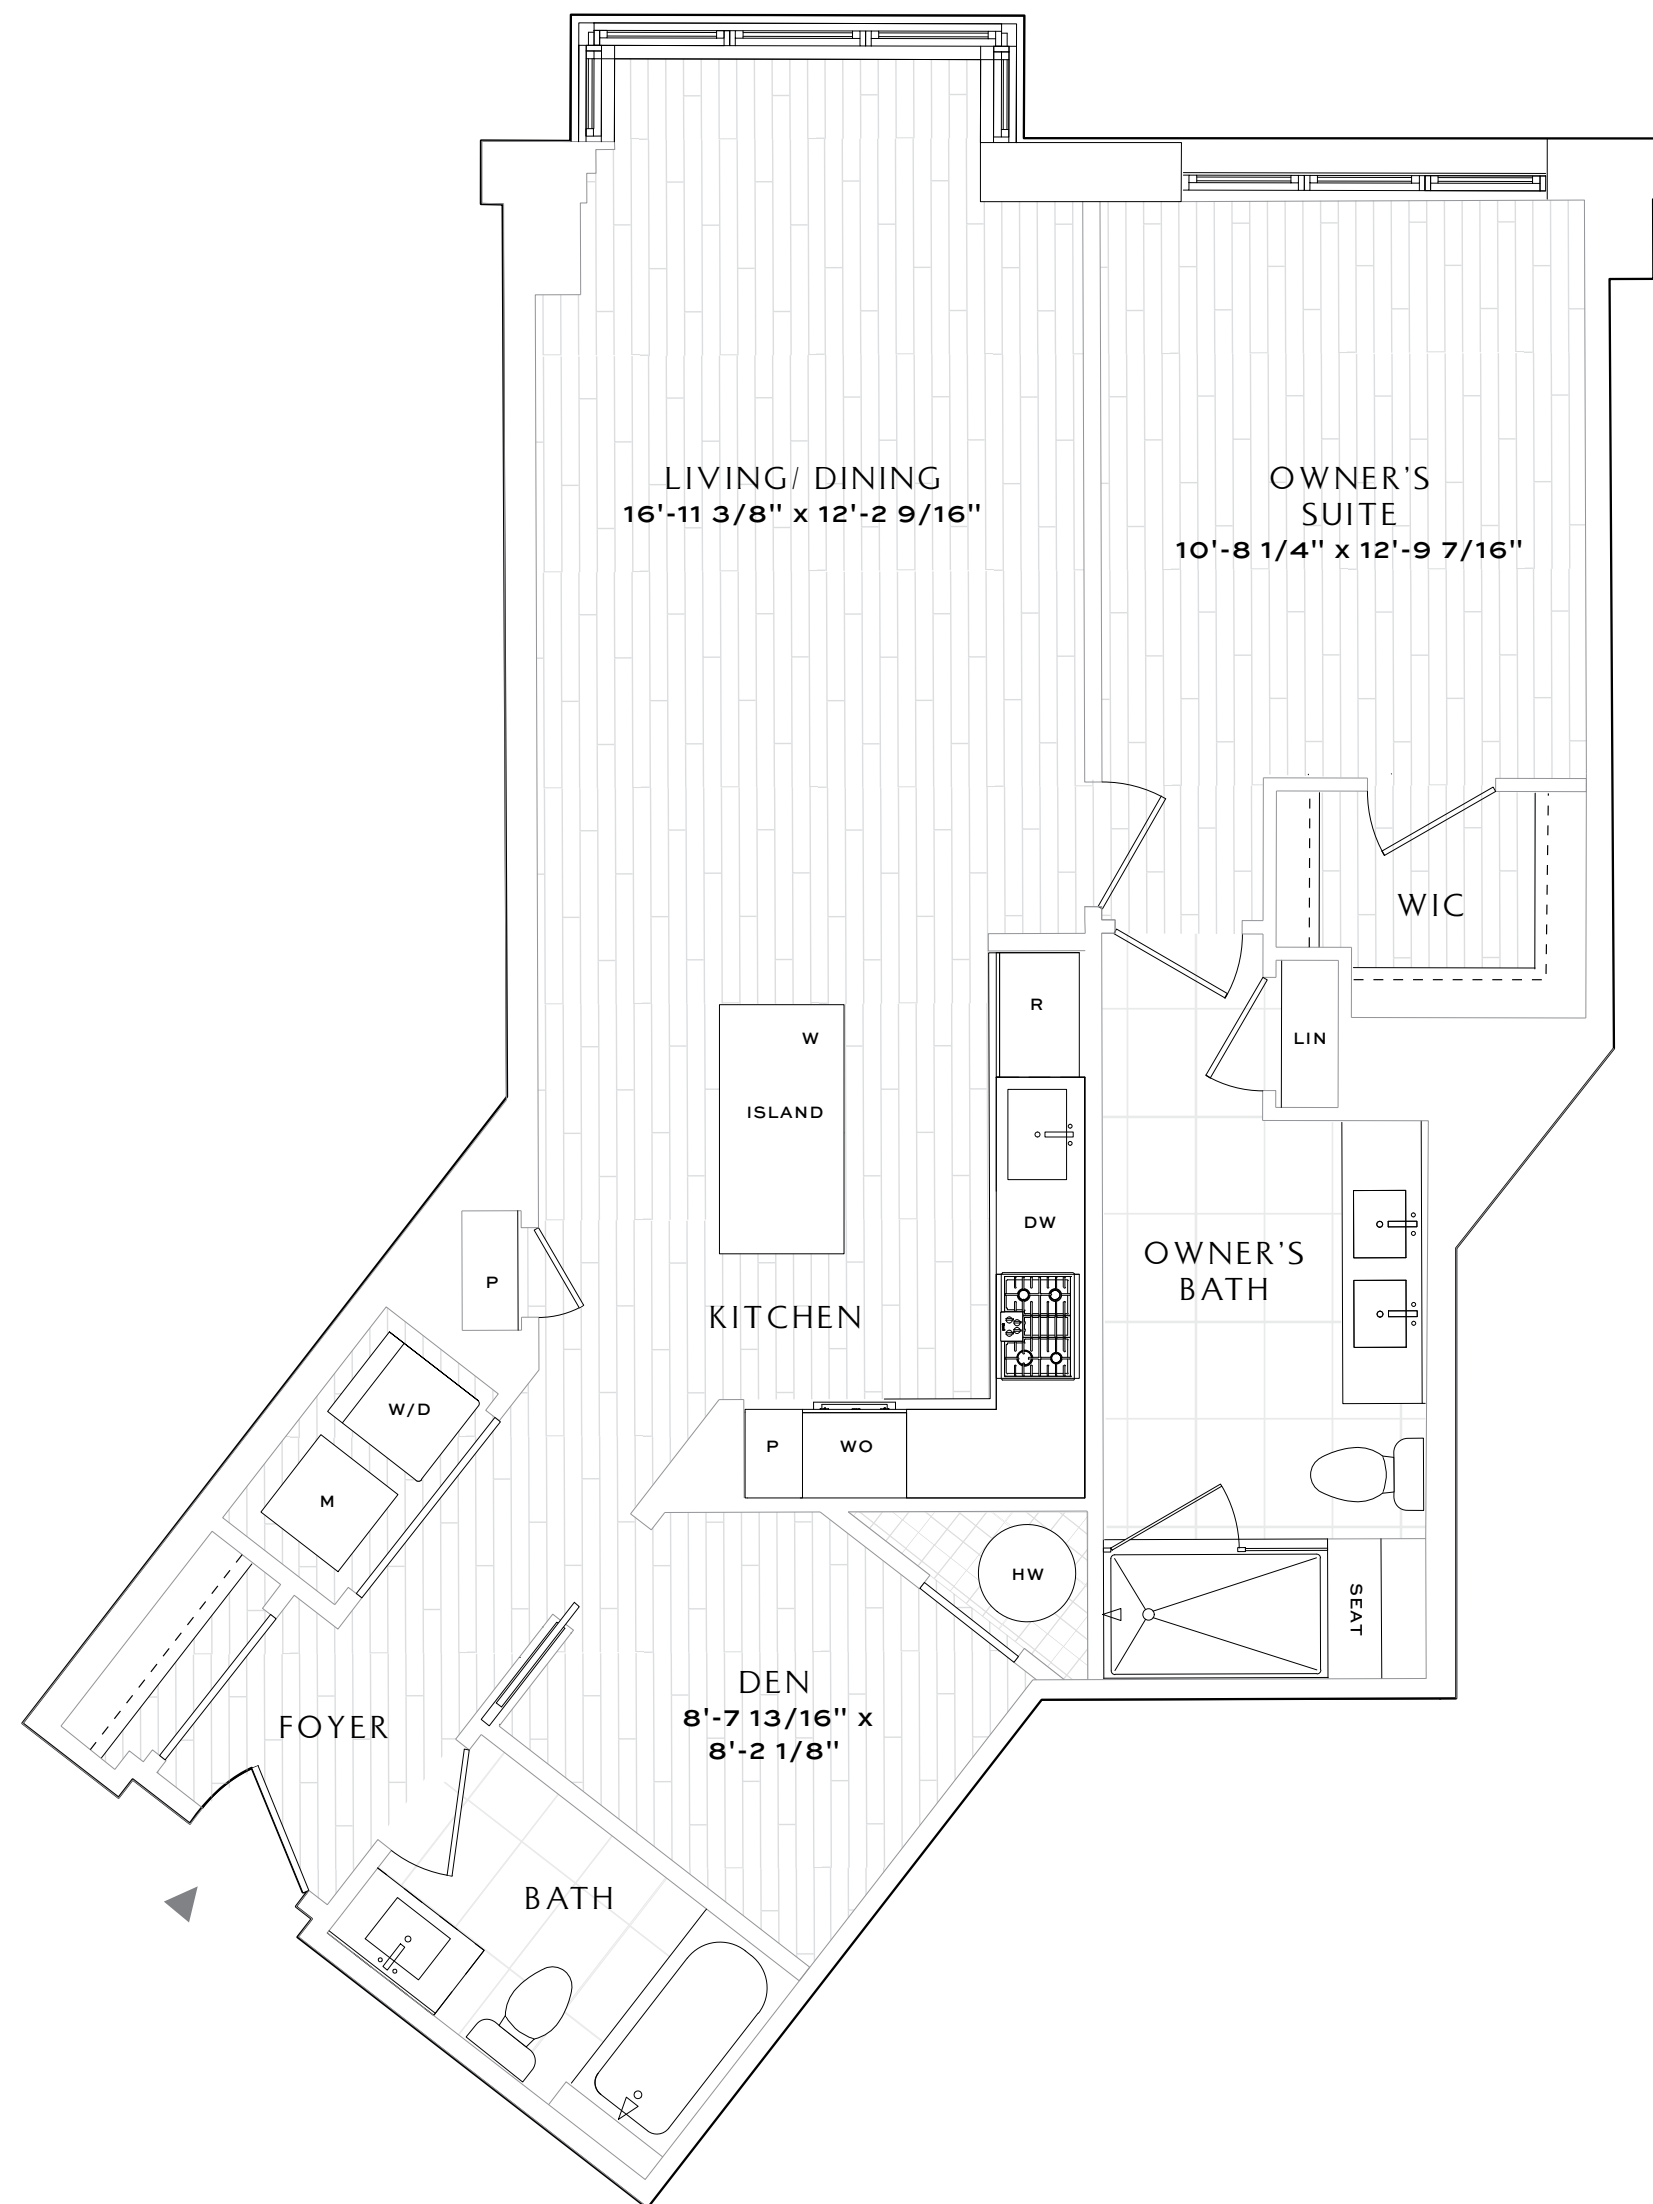 LIVING/ DINING
16'-11 3/8" x 12'-2 9/16"
OWNER'S
SUITE
10'-8 1/4" x 12'-9 7/16"
WIC
R
W
LIN
ISLAND
DW
OWNER'S
BATH
P
KITCHEN
W/D
P
WO
M
HW
SEAT
DEN
8'-7 13/16" x
8'-2 1/8"
FOYER
BATH